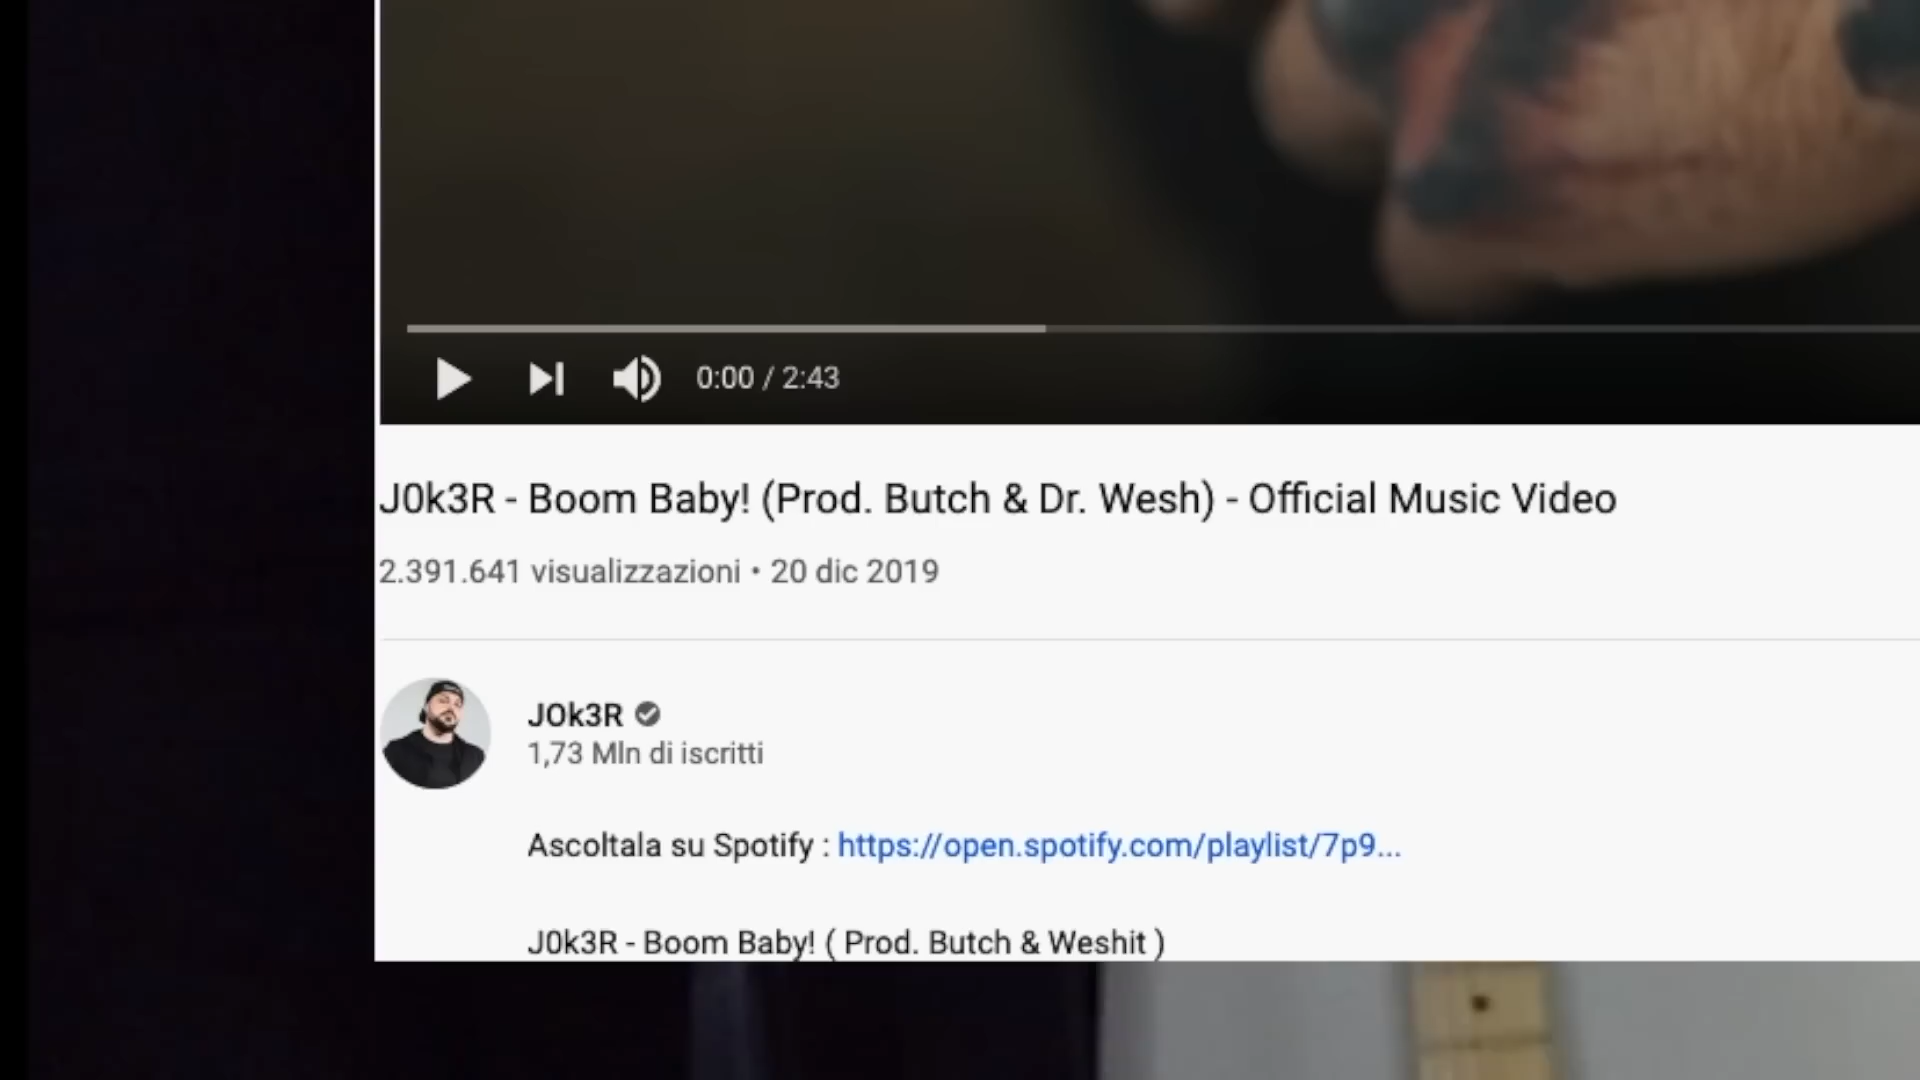 0:00 / 2:43
J0k3R - Boom Baby! (Prod. Butch & Dr. Wesh) - Official Music Video
2.391.641 visualizzazioni • 20 dic 2019
JOk3R
1,73 Mln di iscritti
Ascoltala su Spotify : https://open.spotify.com/playlist/7p9...
J0k3R - Boom Baby! ( Prod. Butch & Weshit )